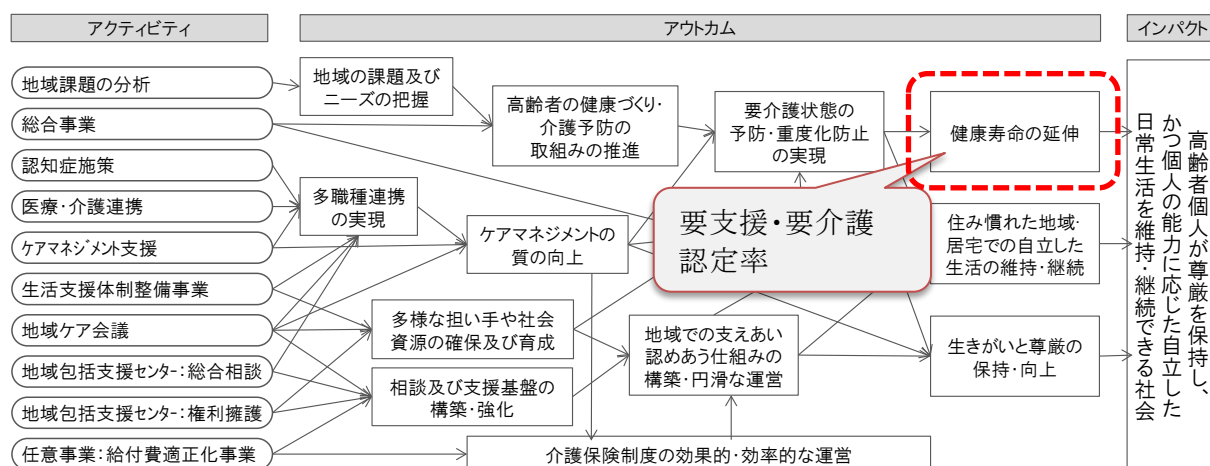 アクティビティ
アウトカム
インパクト
地域課題の分析
総合事業
認知症施策
医療・介護連携
ケアマネジメント支援
生活支援体制整備事業
地域ケア会議
地域包括支援センター:総合相談
地域包括支援センター:権利擁護
任意事業:給付費適正化事業
地域の課題及び
ニーズの把握
多職種連携
の実現
高齢者の健康づくり・
介護予防の
取組みの推進
ケアマネジメントの
質の向上
多様な担い手や社会
資源の確保及び育成
相談及び支援基盤の
構築・強化
要介護状態の
予防・重度化防止
の実現
要支援・要介護
認定率
地域での支えあい
認めあう仕組みの
構築・円滑な運営
介護保険制度の効果的・効率的な運営
健康寿命の延伸
住み慣れた地域・
居宅での自立した
生活の維持・継続
生きがいと尊厳の
保持・向上
高齢者個人が尊厳を保持し、
かつ個人の能力に応じた自立した
日常生活を維持・継続できる社会